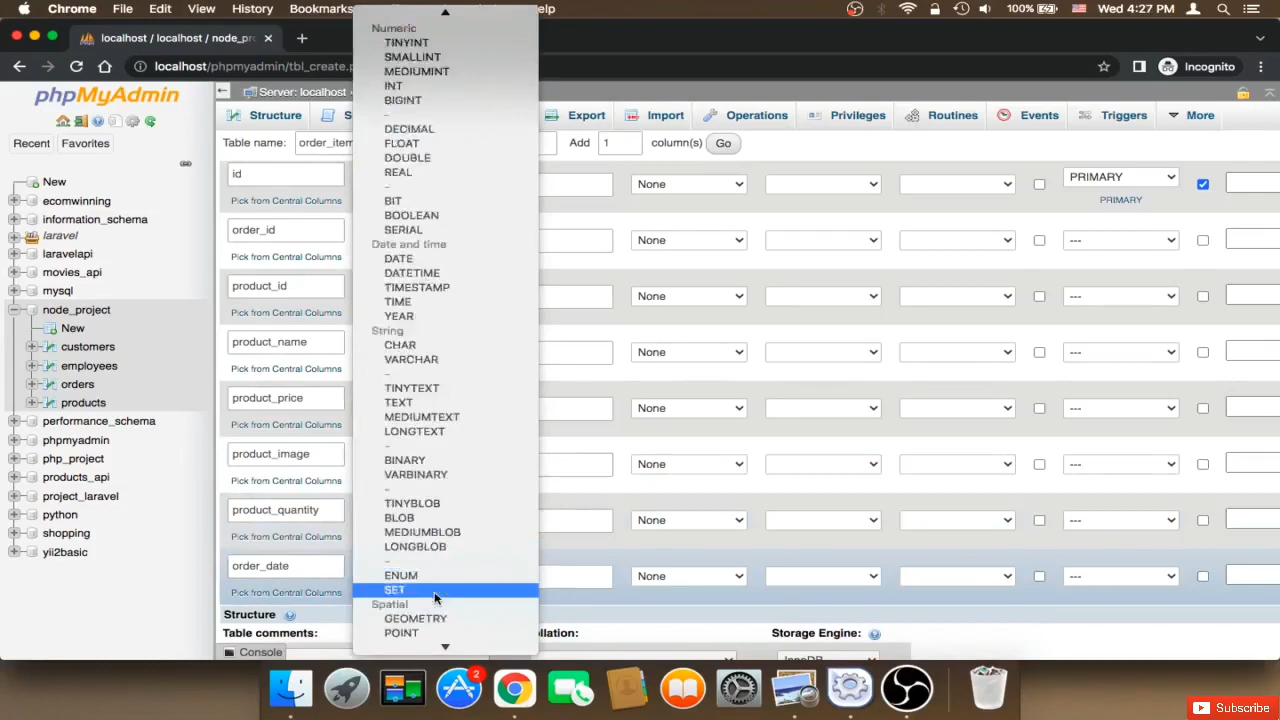 Chrome File Edit View History Bookmarks elp 100% Wed 4:27 PM
localhost / localhost / node_pr
localhost/phpmyadmin/tbl_create.p Incognito
phpMyAdmin
Recent Favorites
New
ecomwinning
information_schema
laravel
laravelapi
movies_api
mysql
node_project
New
customers
employees
orders
products
performance_schema
phpmyadmin
php_project
products_api
project_laravel
python
shopping
yii2basic
Server: localhost
Structure S Export Import Operations Privileges Routines Events Triggers More
Table name: order_item Add 1 column(s) Go
id None PRIMARY
Pick from Central Columns PRIMARY
order_id None ---
Pick from Central Columns
product_id None ---
Pick from Central Columns
product_name None ---
Pick from Central Columns
product_price None ---
Pick from Central Columns
product_image None ---
Pick from Central Columns
product_quantity None ---
Pick from Central Columns
order_date None ---
Pick from Central Columns
Structure
Table comments: llation: Storage Engine:
Console InnoDB
Numeric
TINYINT
SMALLINT
MEDIUMINT
INT
BIGINT
-
DECIMAL
FLOAT
DOUBLE
REAL
-
BIT
BOOLEAN
SERIAL
Date and time
DATE
DATETIME
TIMESTAMP
TIME
YEAR
String
CHAR
VARCHAR
-
TINYTEXT
TEXT
MEDIUMTEXT
LONGTEXT
-
BINARY
VARBINARY
-
TINYBLOB
BLOB
MEDIUMBLOB
LONGBLOB
-
ENUM
SET
Spatial
GEOMETRY
POINT
2
Subscribe